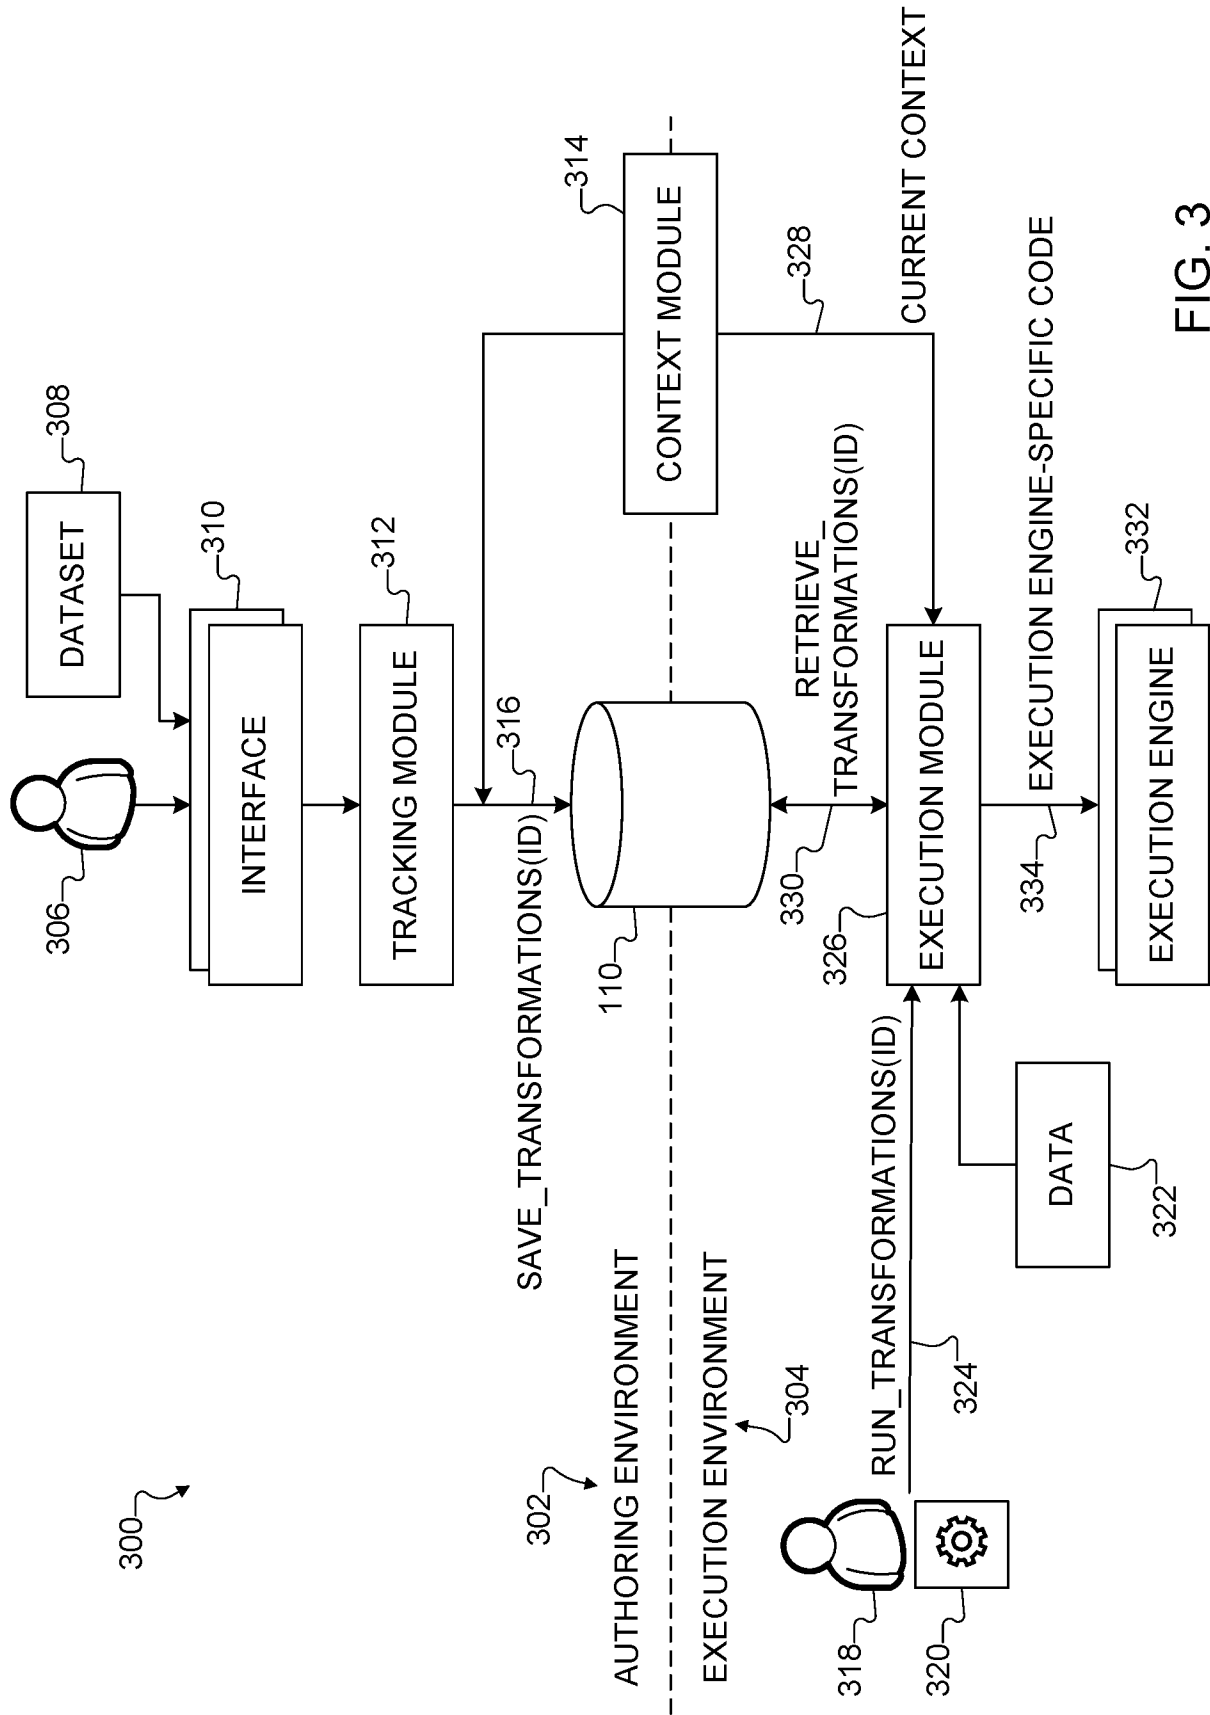 300
306
308
DATASET
310
INTERFACE
312
TRACKING MODULE
SAVE_TRANSFORMATIONS(ID)
316
302
AUTHORING ENVIRONMENT
110
314
CONTEXT MODULE
EXECUTION ENVIRONMENT
304
328
CURRENT CONTEXT
RETRIEVE_
TRANSFORMATIONS(ID)
330
318
320
RUN_TRANSFORMATIONS(ID)
324
326
EXECUTION MODULE
DATA
322
334
EXECUTION ENGINE-SPECIFIC CODE
332
EXECUTION ENGINE
FIG. 3